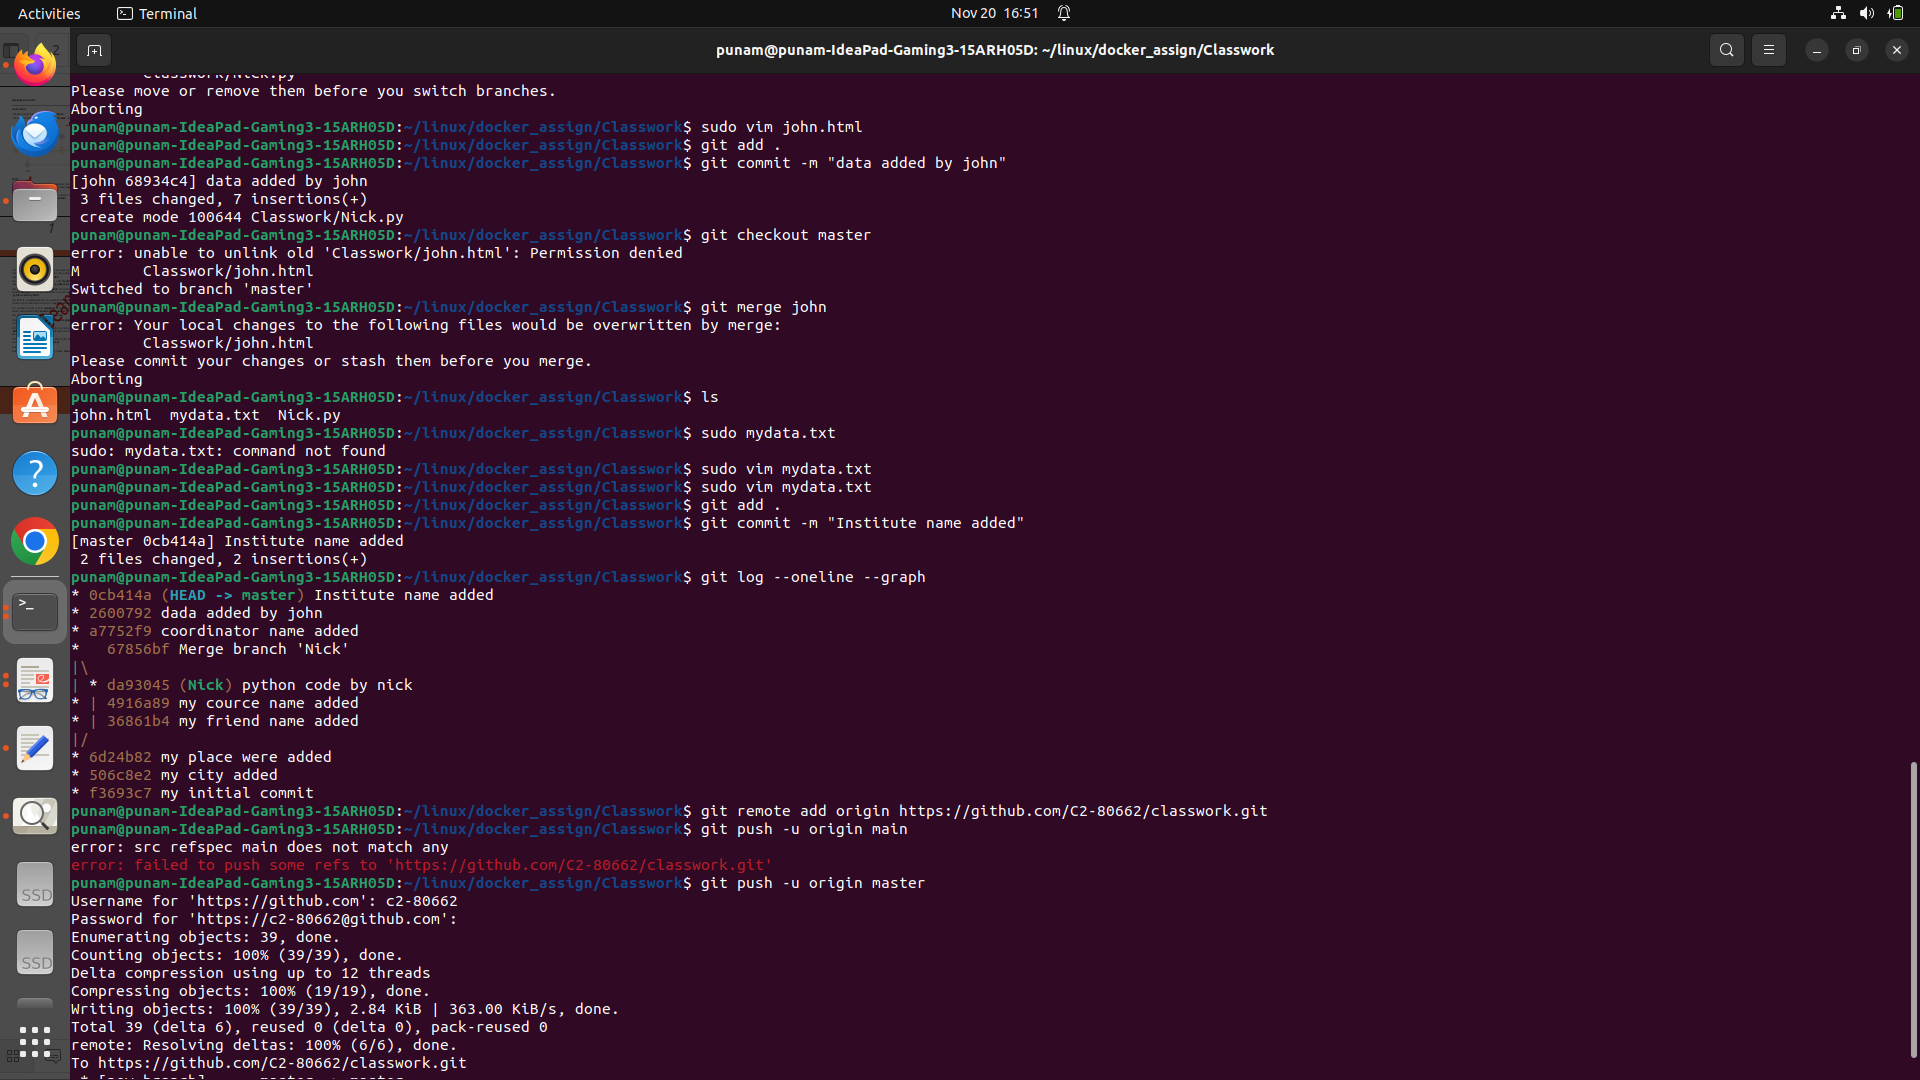 Activities
Terminal
Nov 20 16:51
punam@punam-IdeaPad-Gaming3-15ARH05D: ~/linux/docker_assign/Classwork
Classwork/Nick.py
Please move or remove them before you switch branches.
Aborting
punam@punam-IdeaPad-Gaming3-15ARH05D:~/linux/docker_assign/Classwork$ sudo vim john.html
punam@punam-IdeaPad-Gaming3-15ARH05D:~/linux/docker_assign/Classwork$ git add .
punam@punam-IdeaPad-Gaming3-15ARH05D:~/linux/docker_assign/Classwork$ git commit -m "data added by john"
[john 68934c4] data added by john
 3 files changed, 7 insertions(+)
 create mode 100644 Classwork/Nick.py
punam@punam-IdeaPad-Gaming3-15ARH05D:~/linux/docker_assign/Classwork$ git checkout master
error: unable to unlink old 'Classwork/john.html': Permission denied
M       Classwork/john.html
Switched to branch 'master'
punam@punam-IdeaPad-Gaming3-15ARH05D:~/linux/docker_assign/Classwork$ git merge john
error: Your local changes to the following files would be overwritten by merge:
        Classwork/john.html
Please commit your changes or stash them before you merge.
Aborting
punam@punam-IdeaPad-Gaming3-15ARH05D:~/linux/docker_assign/Classwork$ ls
john.html  mydata.txt  Nick.py
punam@punam-IdeaPad-Gaming3-15ARH05D:~/linux/docker_assign/Classwork$ sudo mydata.txt
sudo: mydata.txt: command not found
punam@punam-IdeaPad-Gaming3-15ARH05D:~/linux/docker_assign/Classwork$ sudo vim mydata.txt
punam@punam-IdeaPad-Gaming3-15ARH05D:~/linux/docker_assign/Classwork$ sudo vim mydata.txt
punam@punam-IdeaPad-Gaming3-15ARH05D:~/linux/docker_assign/Classwork$ git add .
punam@punam-IdeaPad-Gaming3-15ARH05D:~/linux/docker_assign/Classwork$ git commit -m "Institute name added"
[master 0cb414a] Institute name added
 2 files changed, 2 insertions(+)
punam@punam-IdeaPad-Gaming3-15ARH05D:~/linux/docker_assign/Classwork$ git log --oneline --graph
* 0cb414a (HEAD -> master) Institute name added
* 2600792 dada added by john
* a7752f9 coordinator name added
*   67856bf Merge branch 'Nick'
|\
| * da93045 (Nick) python code by nick
* | 4916a89 my cource name added
* | 36861b4 my friend name added
|/
* 6d24b82 my place were added
* 506c8e2 my city added
* f3693c7 my initial commit
punam@punam-IdeaPad-Gaming3-15ARH05D:~/linux/docker_assign/Classwork$ git remote add origin https://github.com/C2-80662/classwork.git
punam@punam-IdeaPad-Gaming3-15ARH05D:~/linux/docker_assign/Classwork$ git push -u origin main
error: src refspec main does not match any
error: failed to push some refs to 'https://github.com/C2-80662/classwork.git'
punam@punam-IdeaPad-Gaming3-15ARH05D:~/linux/docker_assign/Classwork$ git push -u origin master
Username for 'https://github.com': c2-80662
Password for 'https://c2-80662@github.com':
Enumerating objects: 39, done.
Counting objects: 100% (39/39), done.
Delta compression using up to 12 threads
Compressing objects: 100% (19/19), done.
Writing objects: 100% (39/39), 2.84 KiB | 363.00 KiB/s, done.
Total 39 (delta 6), reused 0 (delta 0), pack-reused 0
remote: Resolving deltas: 100% (6/6), done.
To https://github.com/C2-80662/classwork.git
 * [new branch]      master -> master
SSD
SSD